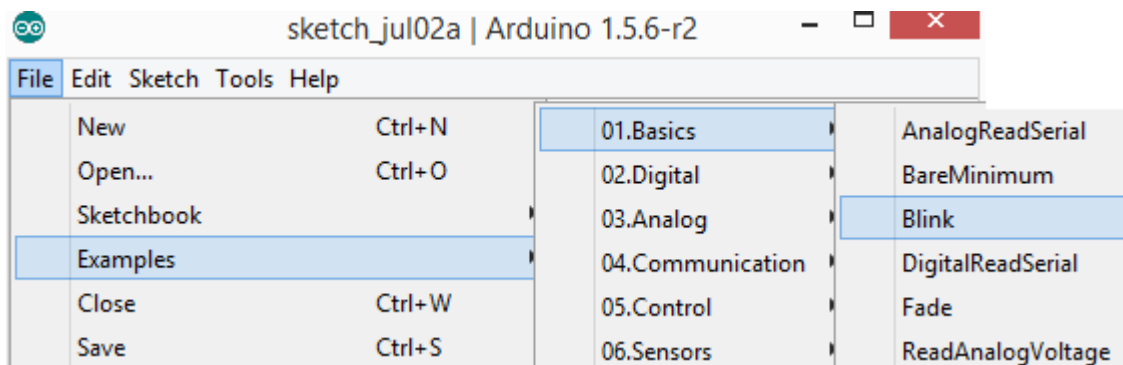 sketch_jul02a | Arduino 1.5.6-r2
File Edit Sketch Tools Help
New Ctrl+N
Open... Ctrl+O
Sketchbook
Examples
Close Ctrl+W
Save Ctrl+S
01.Basics
02.Digital
03.Analog
04.Communication
05.Control
06.Sensors
AnalogReadSerial
BareMinimum
Blink
DigitalReadSerial
Fade
ReadAnalogVoltage